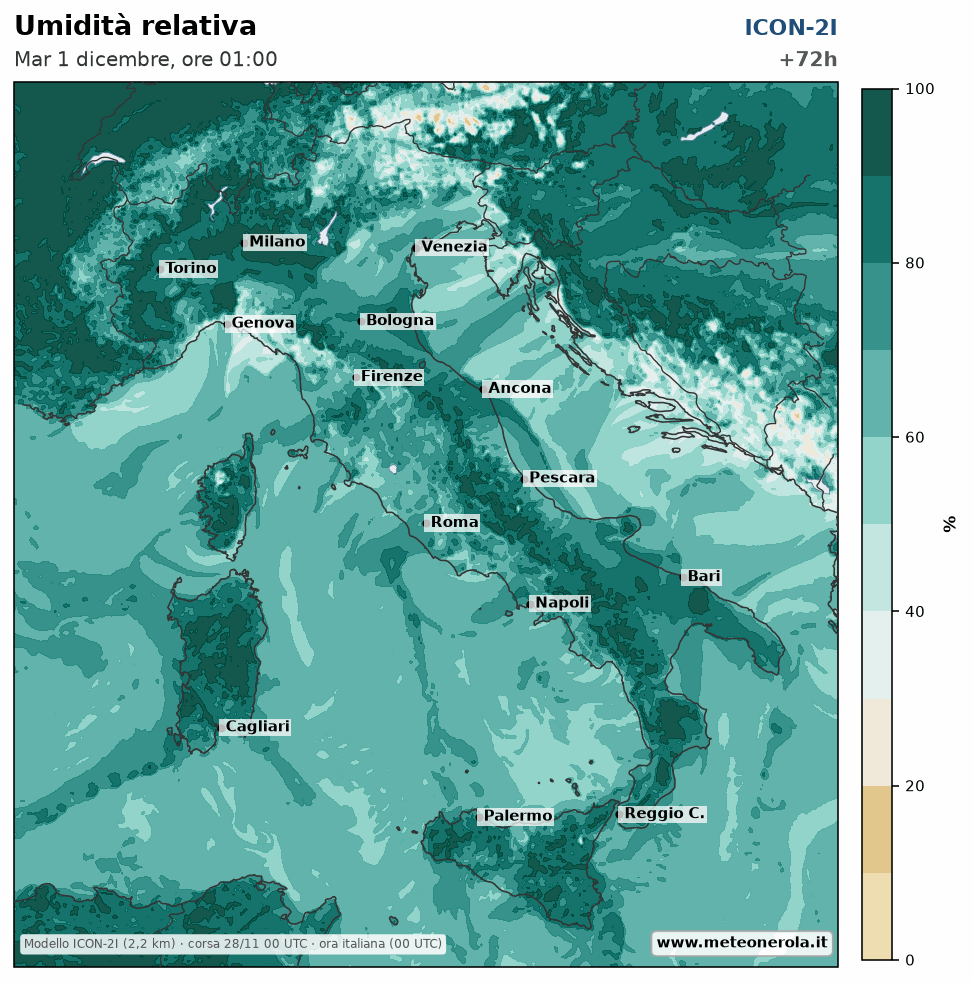 Umidità relativa
ICON-2I
Mar 1 dicembre, ore 01:00
+72h
100
80
60
40
20
0
%
Milano
Venezia
Torino
Genova
Bologna
Firenze
Ancona
Pescara
Roma
Bari
Napoli
Cagliari
Palermo
Reggio C.
Modello ICON-2I (2,2 km) · corsa 28/11 00 UTC · ora italiana (00 UTC)
www.meteonerola.it